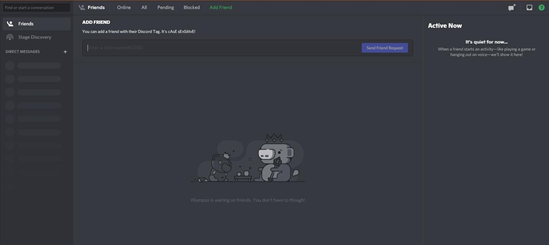 Find or start a conversation
Friends
Online
All
Pending
Blocked
Add Friend
Friends
Stage Discovery
DIRECT MESSAGES
ADD FRIEND
You can add a friend with their Discord Tag. It's cAsE sEnSitIvE!
Send Friend Request
Wumpus is waiting on friends. You don't have to though!
Active Now
It's quiet for now...
When a friend starts an activity—like playing a game or
hanging out on voice—we'll show it here!